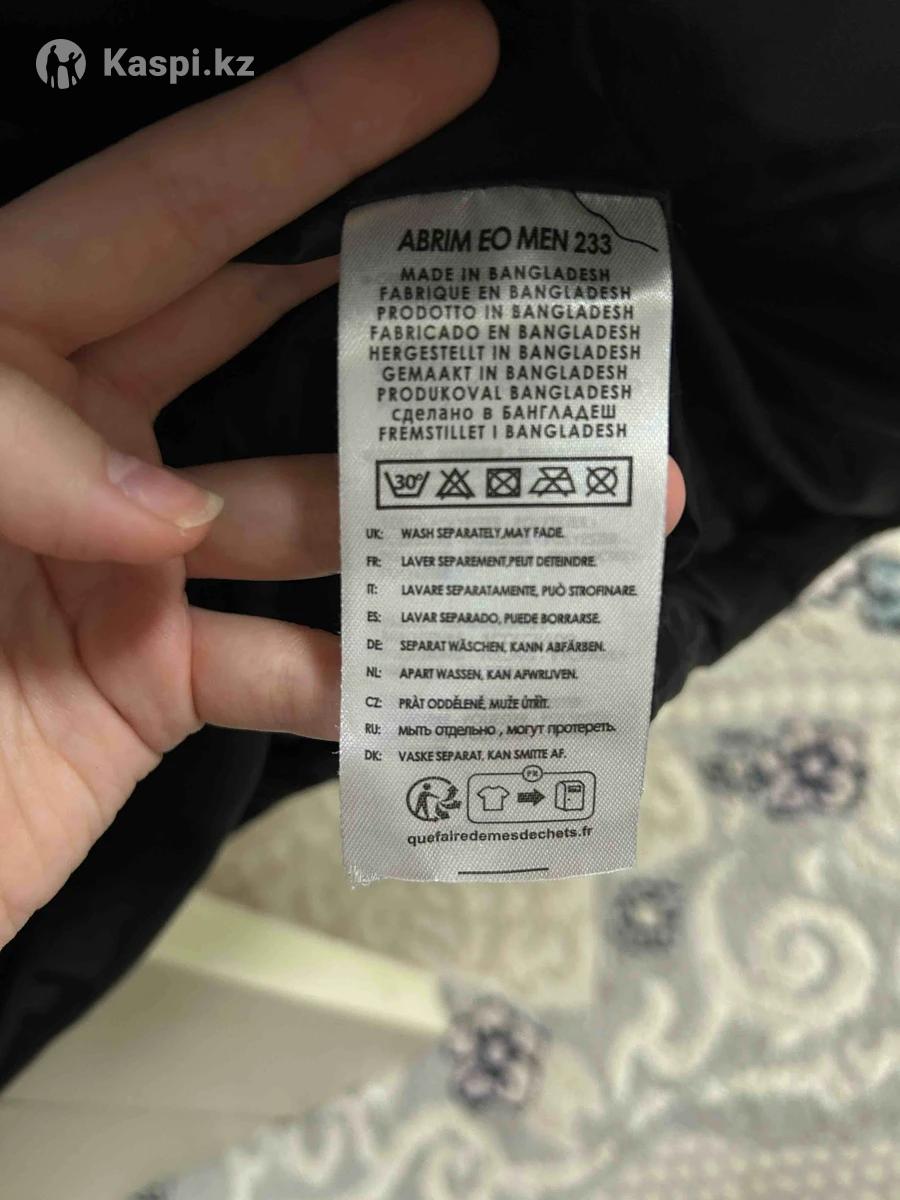 Kaspi.kz
ABRIM EO MEN 233
MADE IN BANGLADESH
FABRIQUE EN BANGLADESH
PRODOTTO IN BANGLADESH
FABRICADO EN BANGLADESH
HERGESTELLT IN BANGLADESH
GEMAAKT IN BANGLADESH
PRODUKOVAL BANGLADESH
сделано в БАНГЛАДЕШ
FREMSTILLET I BANGLADESH
30°
UK: WASH SEPARATELY,MAY FADE.
FR: LAVER SEPAREMENT,PEUT DETEINDRE.
IT: LAVARE SEPARATAMENTE, PUÒ STROFINARE.
ES: LAVAR SEPARADO, PUEDE BORRARSE.
DE: SEPARAT WÄSCHEN, KANN ABFÄRBEN.
NL: APART WASSEN, KAN AFWRIJVEN.
CZ: PRÀT ODDĚLENĚ, MUŽE ÚTŘÍT.
RU: мыть отдельно , могут протереть.
DK: VASKE SEPARAT, KAN SMITTE AF.
FR
quefairedemesdechets.fr